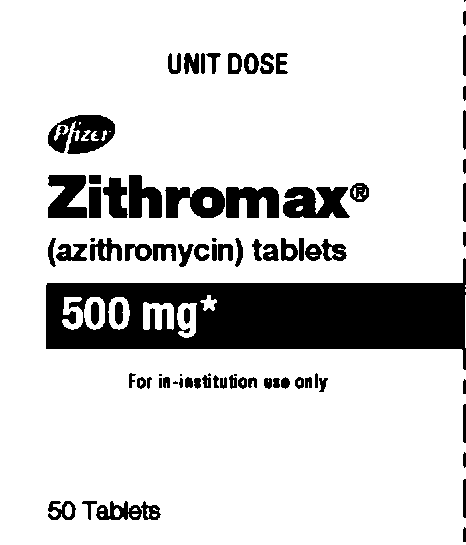 UNIT DOSE
Pfizer
Zithromax®
(azithromycin) tablets
500 mg*
For in-institution use only
50 Tablets